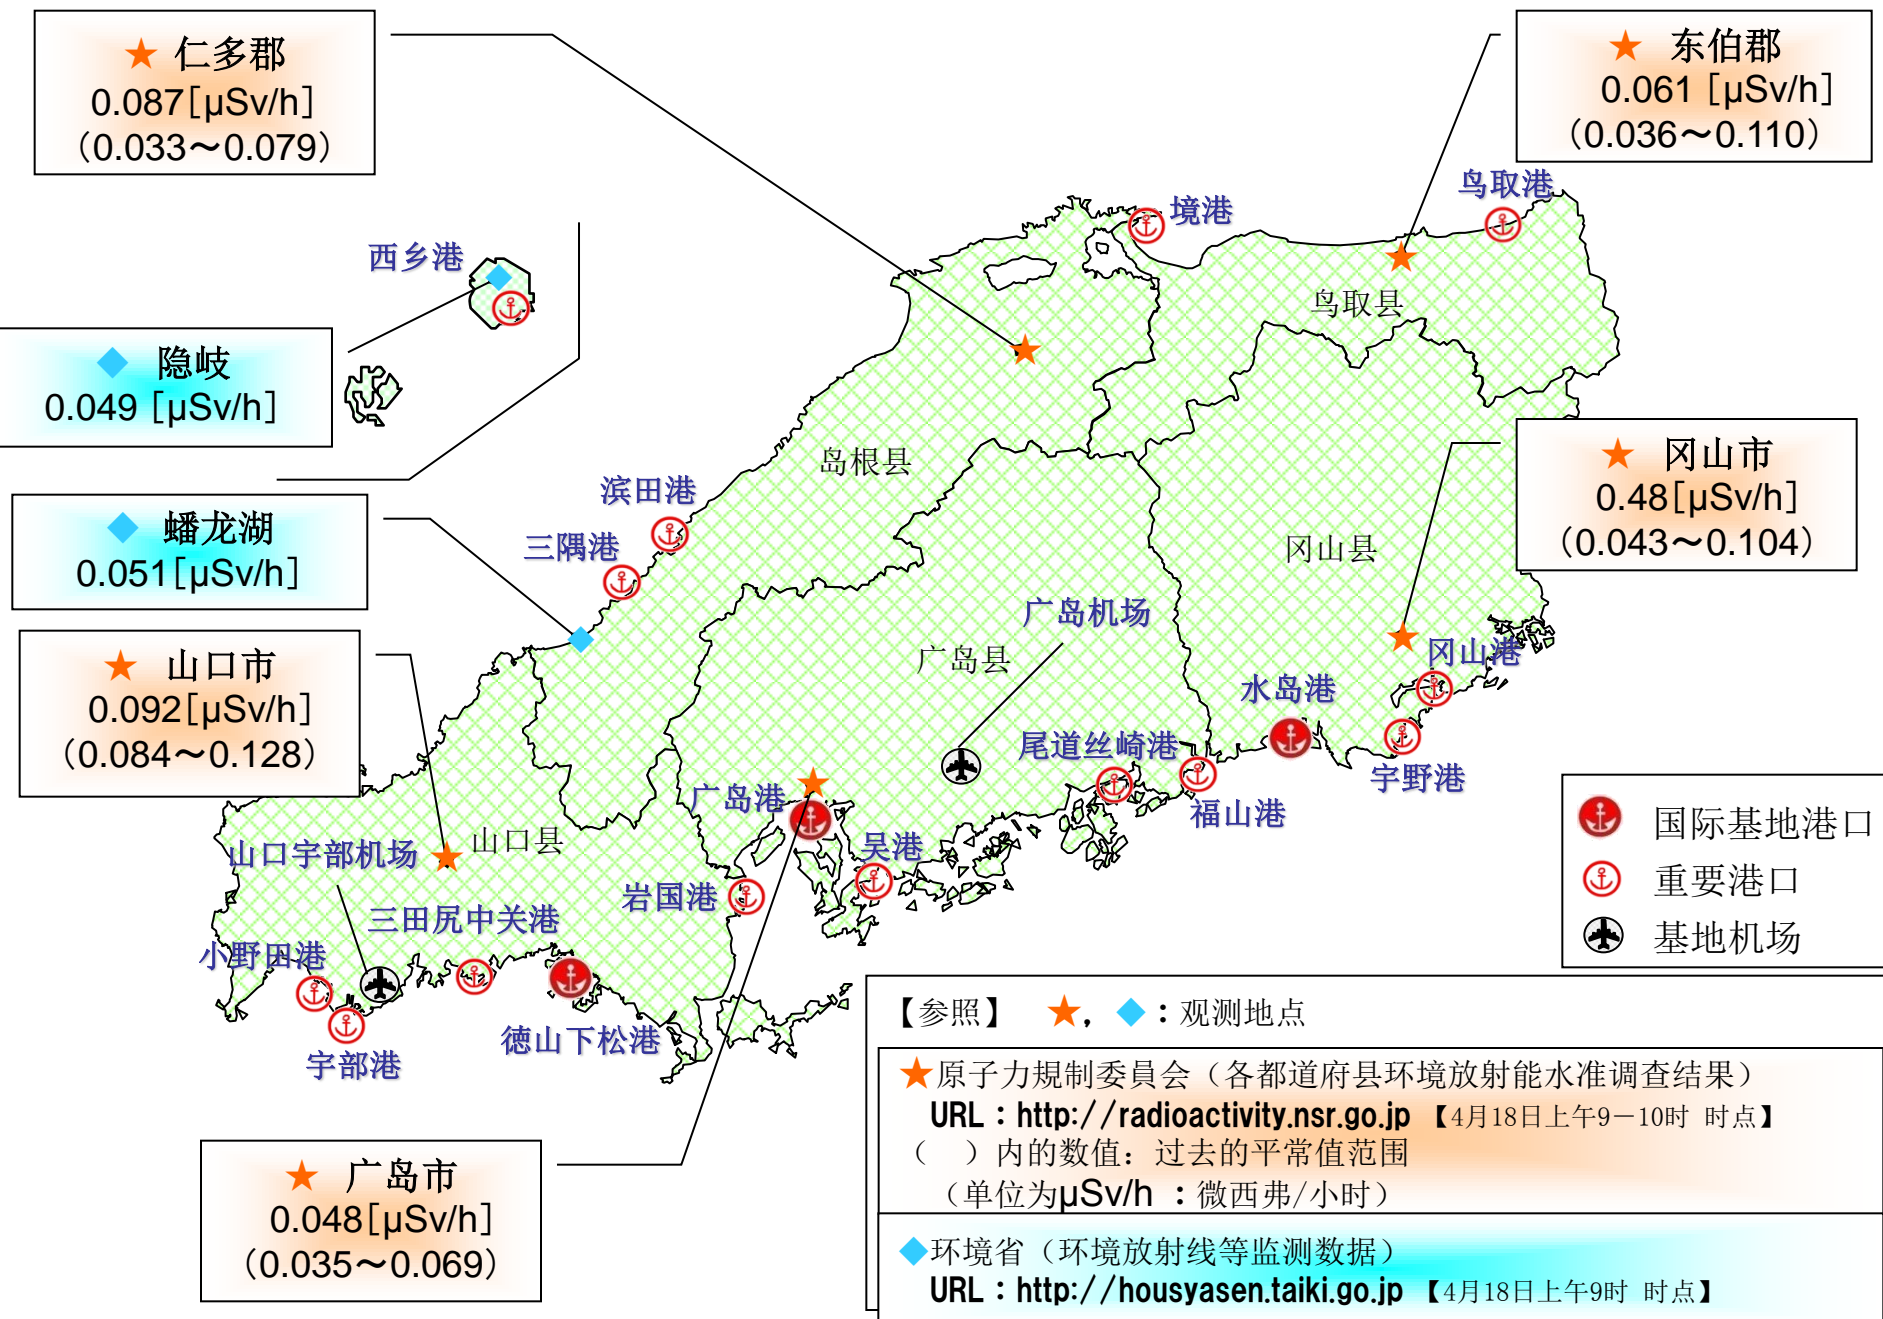 ★ 仁多郡
0.087[μSv/h]
（0.033～0.079）
★ 东伯郡
0.061 [μSv/h]
（0.036～0.110）
鸟取港
境港
西乡港
鸟取县
◆ 隐岐
0.049 [μSv/h]
岛根县
★ 冈山市
0.48[μSv/h]
（0.043～0.104）
滨田港
三隅港
◆ 蟠龙湖
0.051[μSv/h]
冈山县
广岛机场
广岛县
冈山港
★ 山口市
0.092[μSv/h]
（0.084～0.128）
水岛港
尾道丝崎港
宇野港
广岛港
福山港
山口县
吴港
山口宇部机场
岩国港
三田尻中关港
小野田港
德山下松港
宇部港
国际基地港口
重要港口
基地机场
【参照】 ★，◆：观测地点
★原子力規制委員会（各都道府县环境放射能水准调查结果）
URL：http://radioactivity.nsr.go.jp 【4月18日上午9－10时 时点】
（ ）内的数值：过去的平常值范围
（单位为μSv/h ：微西弗/小时）
◆环境省（环境放射线等监测数据）
URL：http://housyasen.taiki.go.jp 【4月18日上午9时 时点】
★ 广岛市
0.048[μSv/h]
（0.035～0.069）